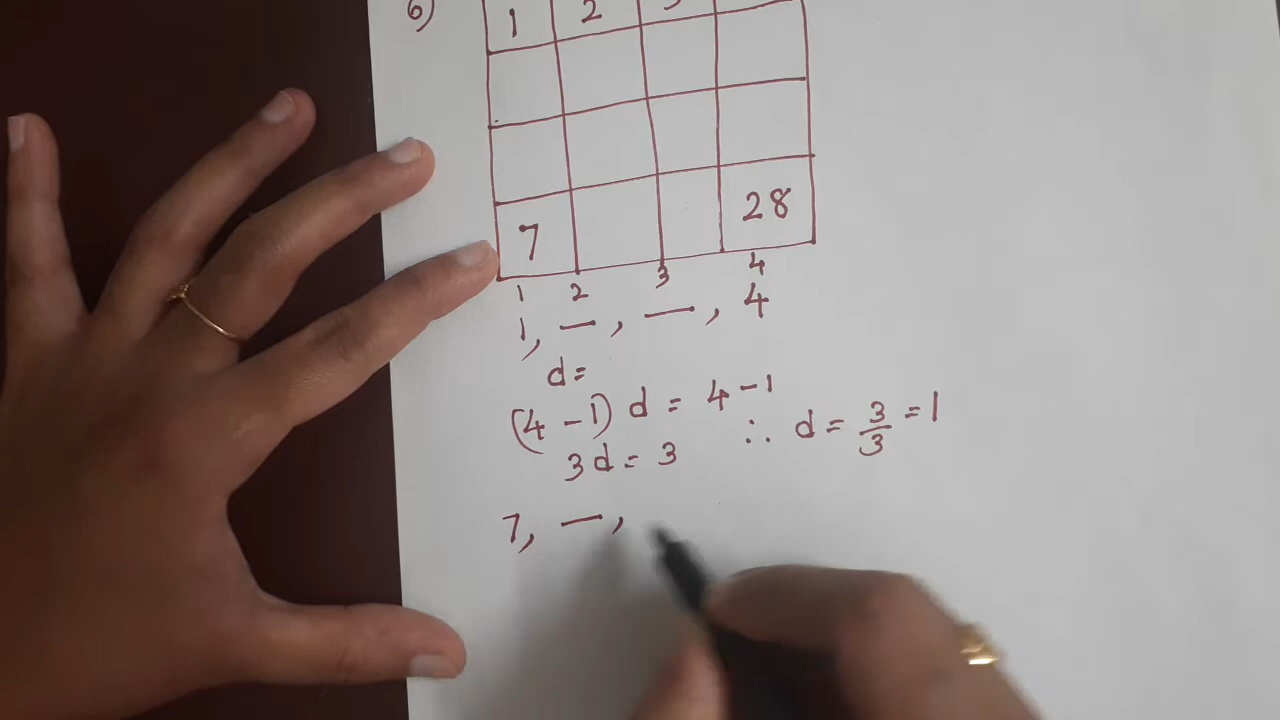 6)
1 2 3
7 28
1 2 3 4
1, —, —, 4
d=
(4 - 1) d = 4 - 1
3d = 3 ∴ d = 3/3 = 1
7, —,